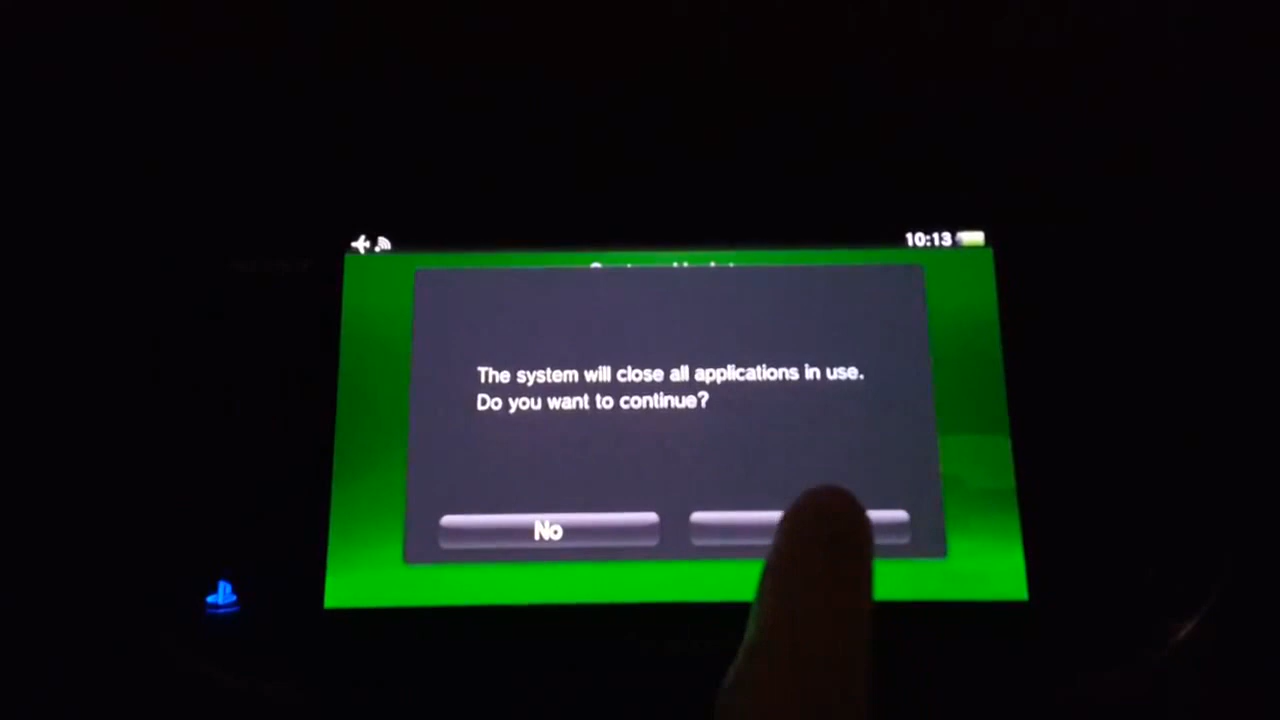 10:13
The system will close all applications in use.
Do you want to continue?
No